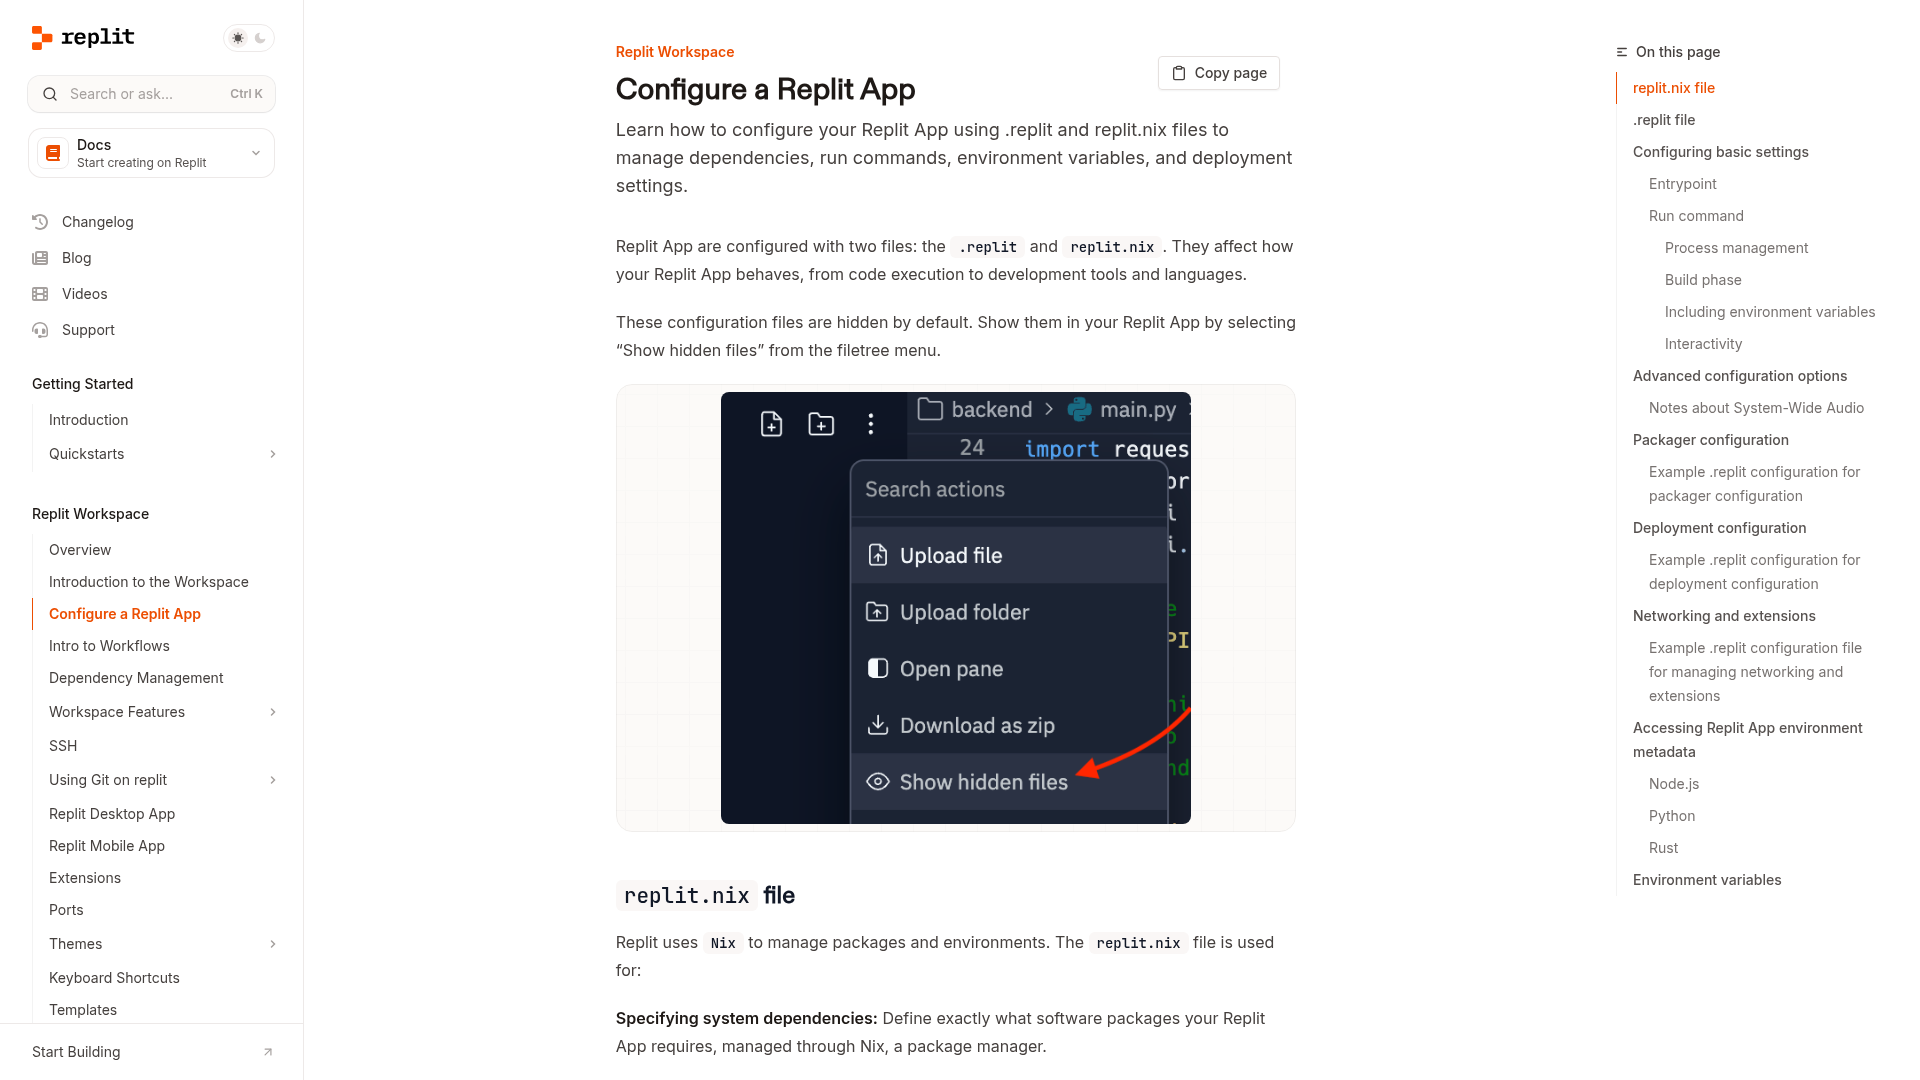 replit
Search or ask...
Ctrl K
Docs
Start creating on Replit
Changelog
Blog
Videos
Support
Getting Started
Introduction
Quickstarts
Replit Workspace
Overview
Introduction to the Workspace
Configure a Replit App
Intro to Workflows
Dependency Management
Workspace Features
SSH
Using Git on replit
Replit Desktop App
Replit Mobile App
Extensions
Ports
Themes
Keyboard Shortcuts
Templates
Start Building
Replit Workspace
Configure a Replit App
Copy page
Learn how to configure your Replit App using .replit and replit.nix files to
manage dependencies, run commands, environment variables, and deployment
settings.
Replit App are configured with two files: the .replit and replit.nix. They affect how
your Replit App behaves, from code execution to development tools and languages.
These configuration files are hidden by default. Show them in your Replit App by selecting
“Show hidden files” from the filetree menu.
backend > main.py
24 import reques
Search actions
Upload file
Upload folder
Open pane
Download as zip
Show hidden files
replit.nix file
Replit uses Nix to manage packages and environments. The replit.nix file is used
for:
Specifying system dependencies: Define exactly what software packages your Replit
App requires, managed through Nix, a package manager.
On this page
replit.nix file
.replit file
Configuring basic settings
Entrypoint
Run command
Process management
Build phase
Including environment variables
Interactivity
Advanced configuration options
Notes about System-Wide Audio
Packager configuration
Example .replit configuration for
packager configuration
Deployment configuration
Example .replit configuration for
deployment configuration
Networking and extensions
Example .replit configuration file
for managing networking and
extensions
Accessing Replit App environment
metadata
Node.js
Python
Rust
Environment variables